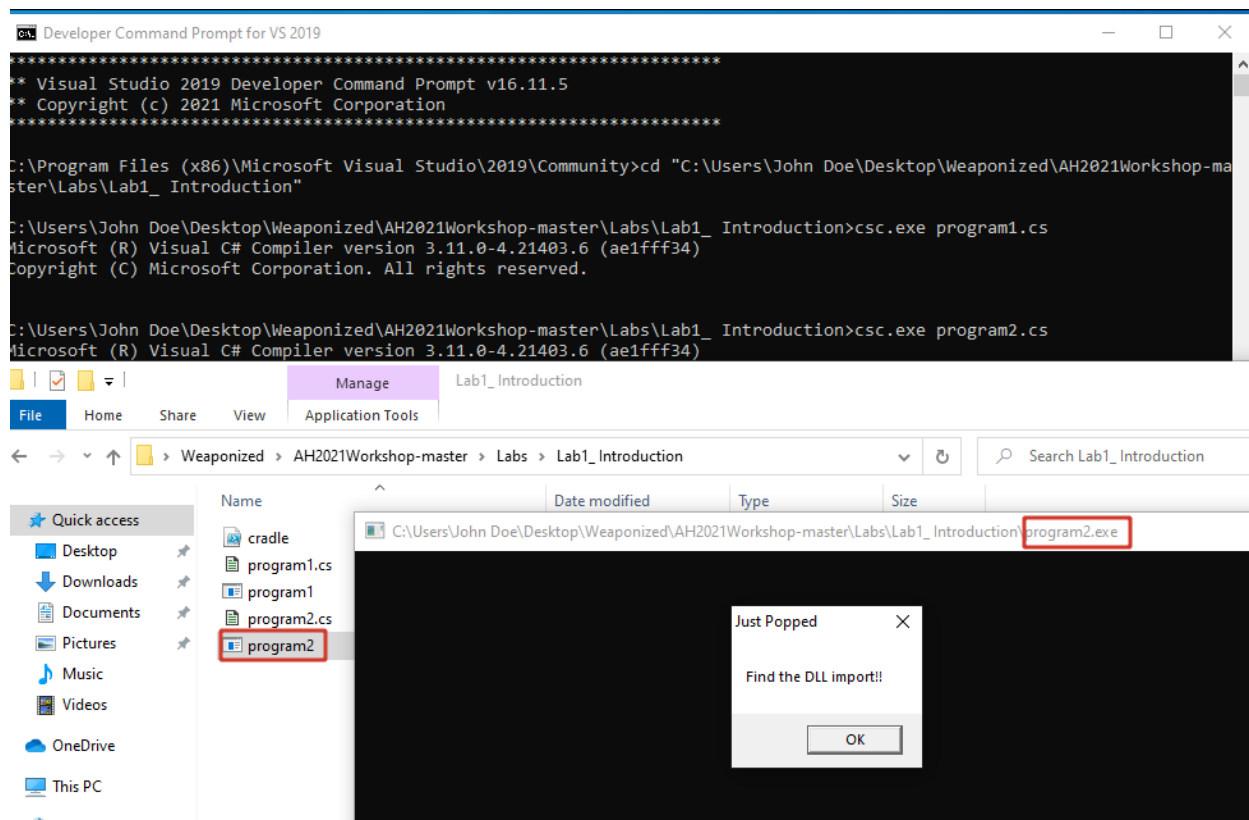 Developer Command Prompt for VS 2019
**********************************************************************
** Visual Studio 2019 Developer Command Prompt v16.11.5
** Copyright (c) 2021 Microsoft Corporation
**********************************************************************
C:\Program Files (x86)\Microsoft Visual Studio\2019\Community>cd "C:\Users\John Doe\Desktop\Weaponized\AH2021Workshop-ma
ster\Labs\Lab1_ Introduction"
C:\Users\John Doe\Desktop\Weaponized\AH2021Workshop-master\Labs\Lab1_ Introduction>csc.exe program1.cs
Microsoft (R) Visual C# Compiler version 3.11.0-4.21403.6 (ae1fff34)
Copyright (C) Microsoft Corporation. All rights reserved.
C:\Users\John Doe\Desktop\Weaponized\AH2021Workshop-master\Labs\Lab1_ Introduction>csc.exe program2.cs
Microsoft (R) Visual C# Compiler version 3.11.0-4.21403.6 (ae1fff34)
Manage Lab1_ Introduction
File Home Share View Application Tools
Weaponized > AH2021Workshop-master > Labs > Lab1_ Introduction Search Lab1_ Introduction
Name Date modified Type Size
Quick access
Desktop
Downloads
Documents
Pictures
Music
Videos
OneDrive
This PC
cradle
program1.cs
program1
program2.cs
program2
C:\Users\John Doe\Desktop\Weaponized\AH2021Workshop-master\Labs\Lab1_ Introduction\program2.exe
Just Popped
Find the DLL import!!
OK